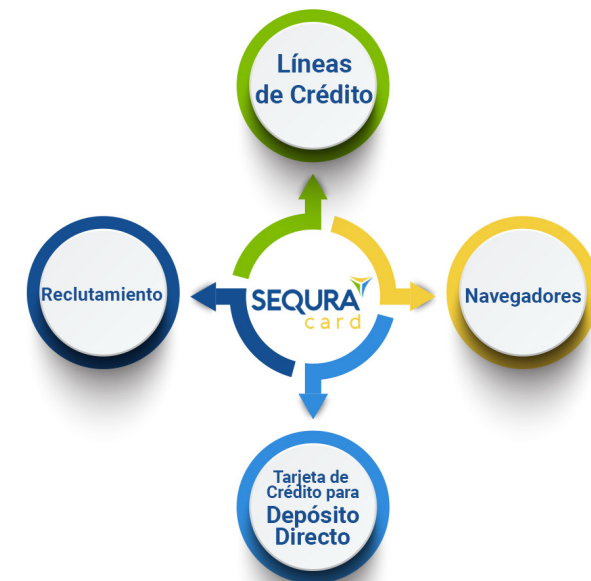 Líneas
de Crédito
Reclutamiento
SEQURA
card
Navegadores
Tarjeta de
Crédito para
Depósito
Directo